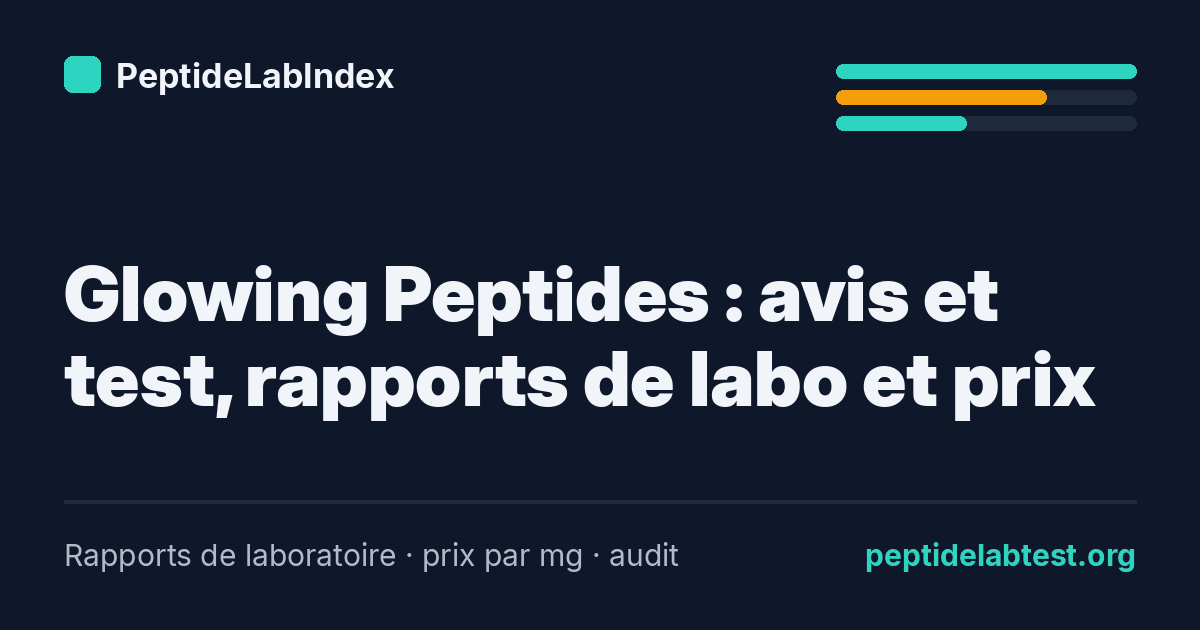 PeptideLabIndex
Glowing Peptides : avis et
test, rapports de labo et prix
Rapports de laboratoire · prix par mg · audit
peptidelabtest.org